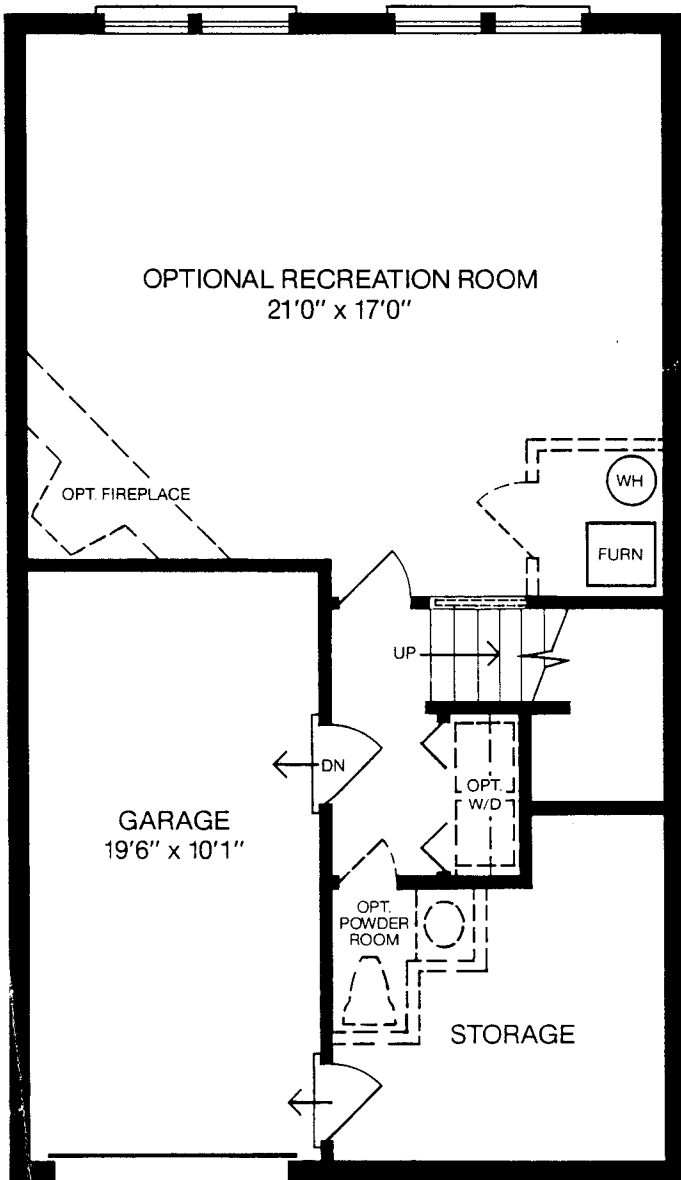 OPTIONAL RECREATION ROOM
21'0" x 17'0"
OPT. FIREPLACE
WH
FURN
UP
DN
OPT.
W/D
GARAGE
19'6" x 10'1"
OPT.
POWDER
ROOM
STORAGE